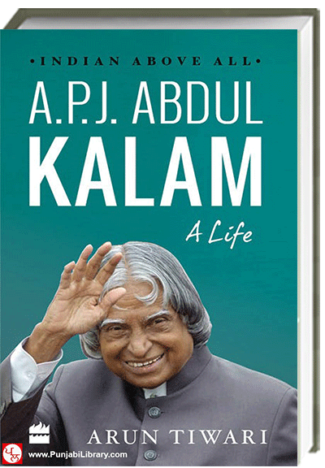 • INDIAN ABOVE ALL •
A.P.J. ABDUL
KALAM
A Life
ARUN TIWARI
www.PunjabiLibrary.com